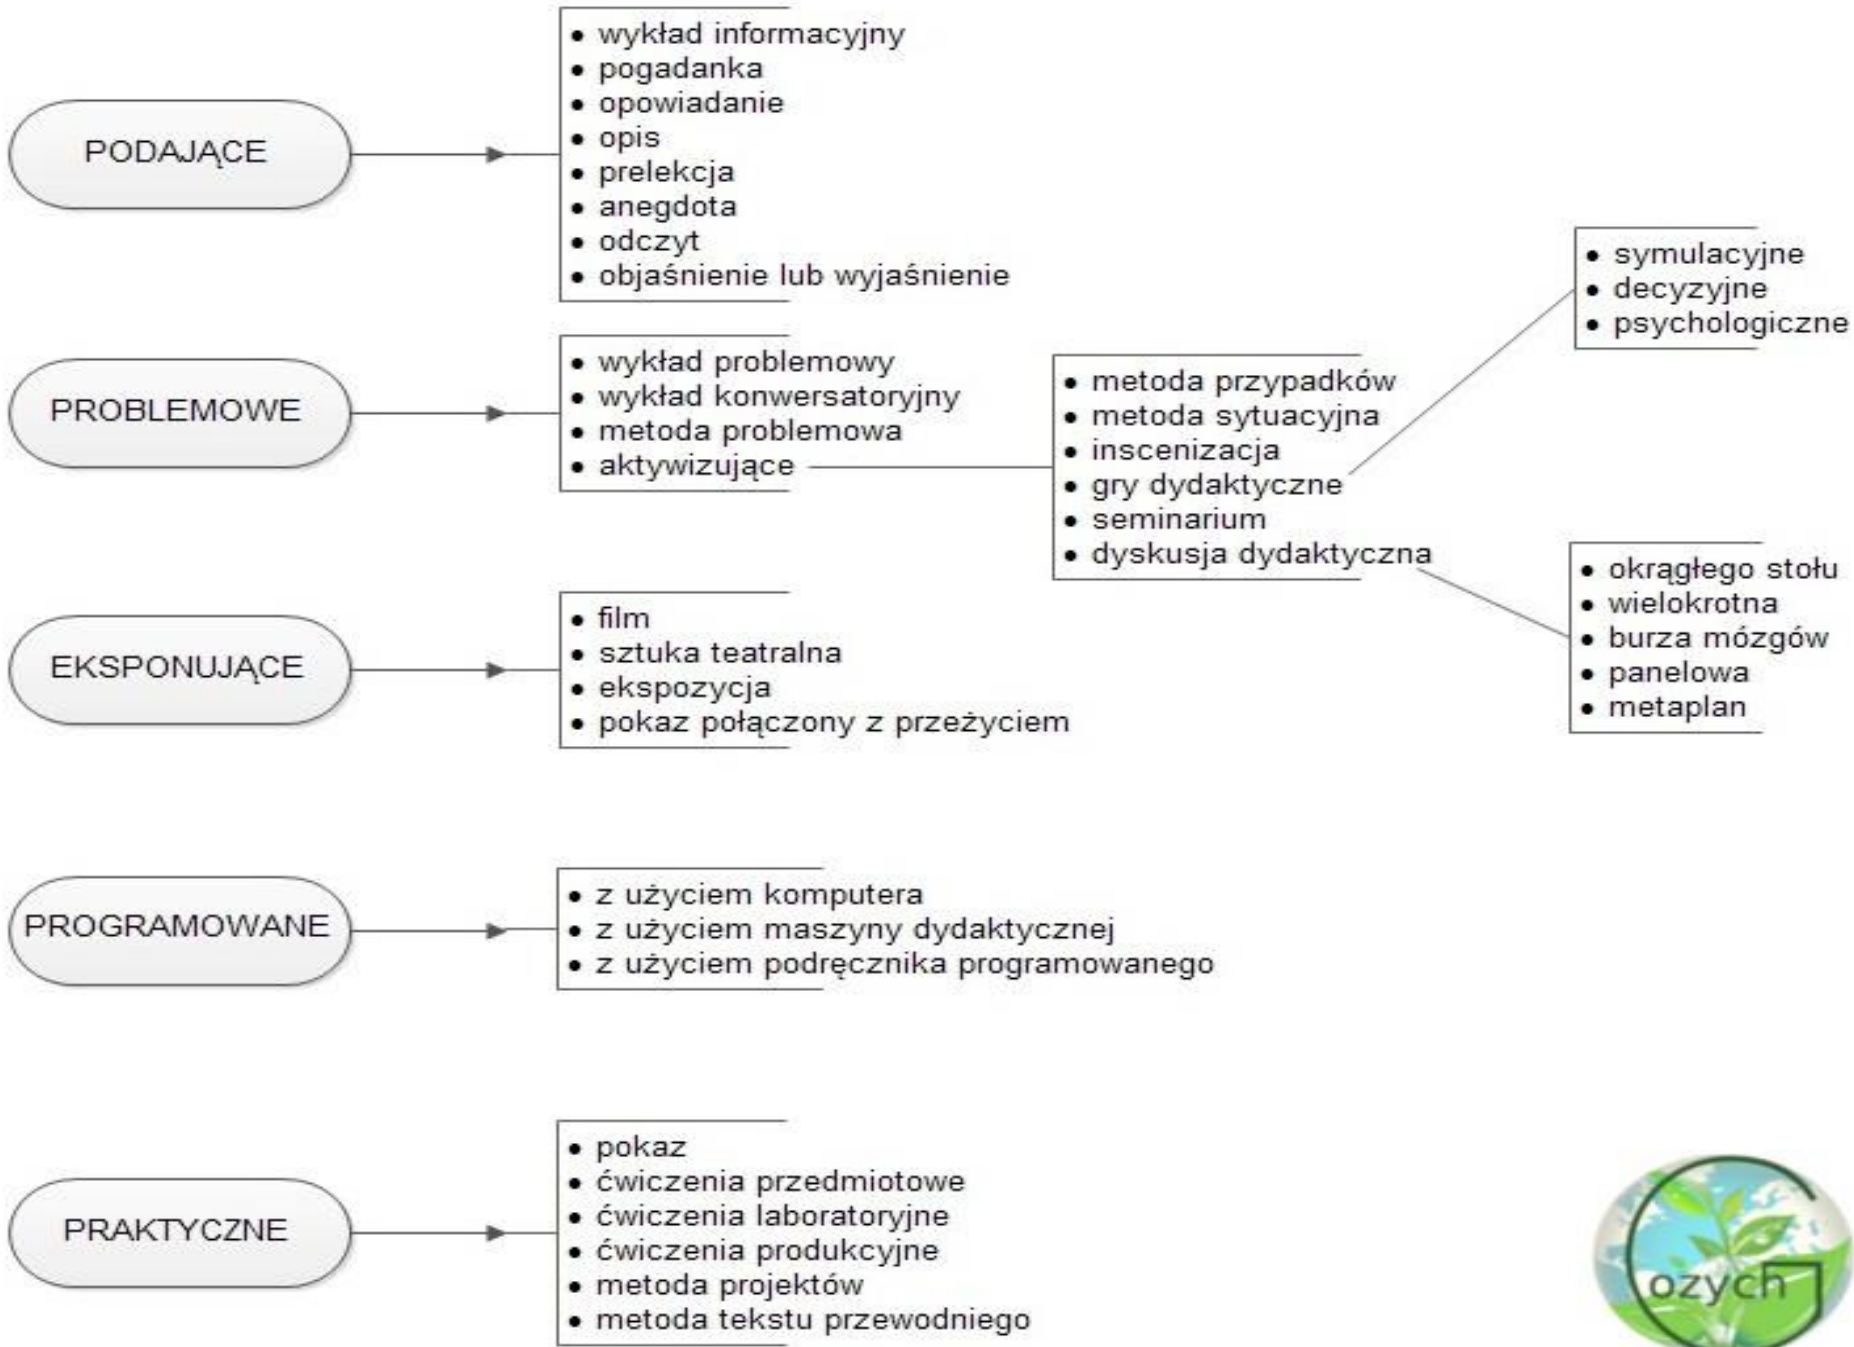 PODAJĄCE
• wykład informacyjny
• pogadanka
• opowiadanie
• opis
• prelekcja
• anegdota
• odczyt
• objaśnienie lub wyjaśnienie
PROBLEMOWE
• wykład problemowy
• wykład konwersatoryjny
• metoda problemowa
• aktywizujące
• metoda przypadków
• metoda sytuacyjna
• inscenizacja
• gry dydaktyczne
• seminarium
• dyskusja dydaktyczna
• symulacyjne
• decyzyjne
• psychologiczne
• okrągłego stołu
• wielokrotna
• burza mózgów
• panelowa
• metaplan
EKSPONUJĄCE
• film
• sztuka teatralna
• ekspozycja
• pokaz połączony z przeżyciem
PROGRAMOWANE
• z użyciem komputera
• z użyciem maszyny dydaktycznej
• z użyciem podręcznika programowanego
PRAKTYCZNE
• pokaz
• ćwiczenia przedmiotowe
• ćwiczenia laboratoryjne
• ćwiczenia produkcyjne
• metoda projektów
• metoda tekstu przewodniego
Gozych